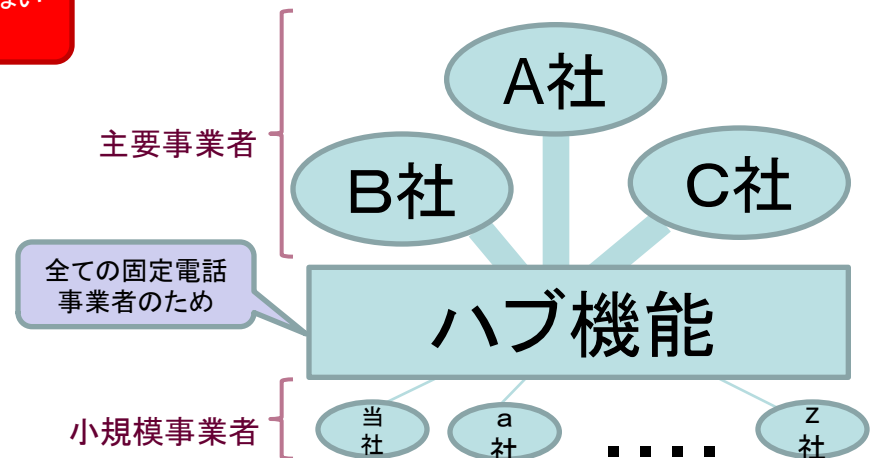 A社
主要事業者
B社
C社
全ての固定電話
事業者のため
ハブ機能
小規模事業者
当
社
a
社
‥‥
z
社